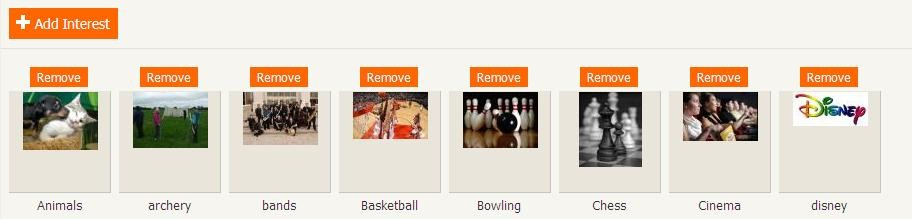 Add Interest
Remove Remove Remove Remove Remove Remove Remove Remove
Disney
Animals archery bands Basketball Bowling Chess Cinema disney